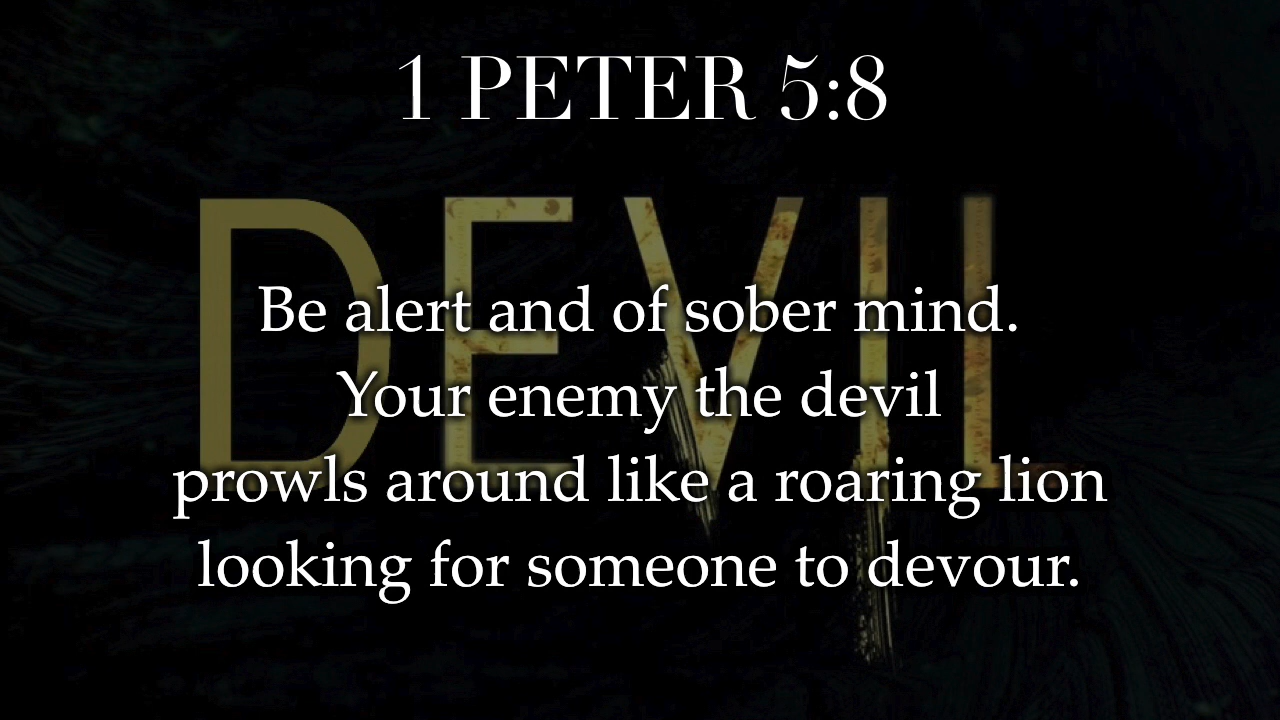 1 PETER 5:8
DEVIL
Be alert and of sober mind.
Your enemy the devil
prowls around like a roaring lion
looking for someone to devour.